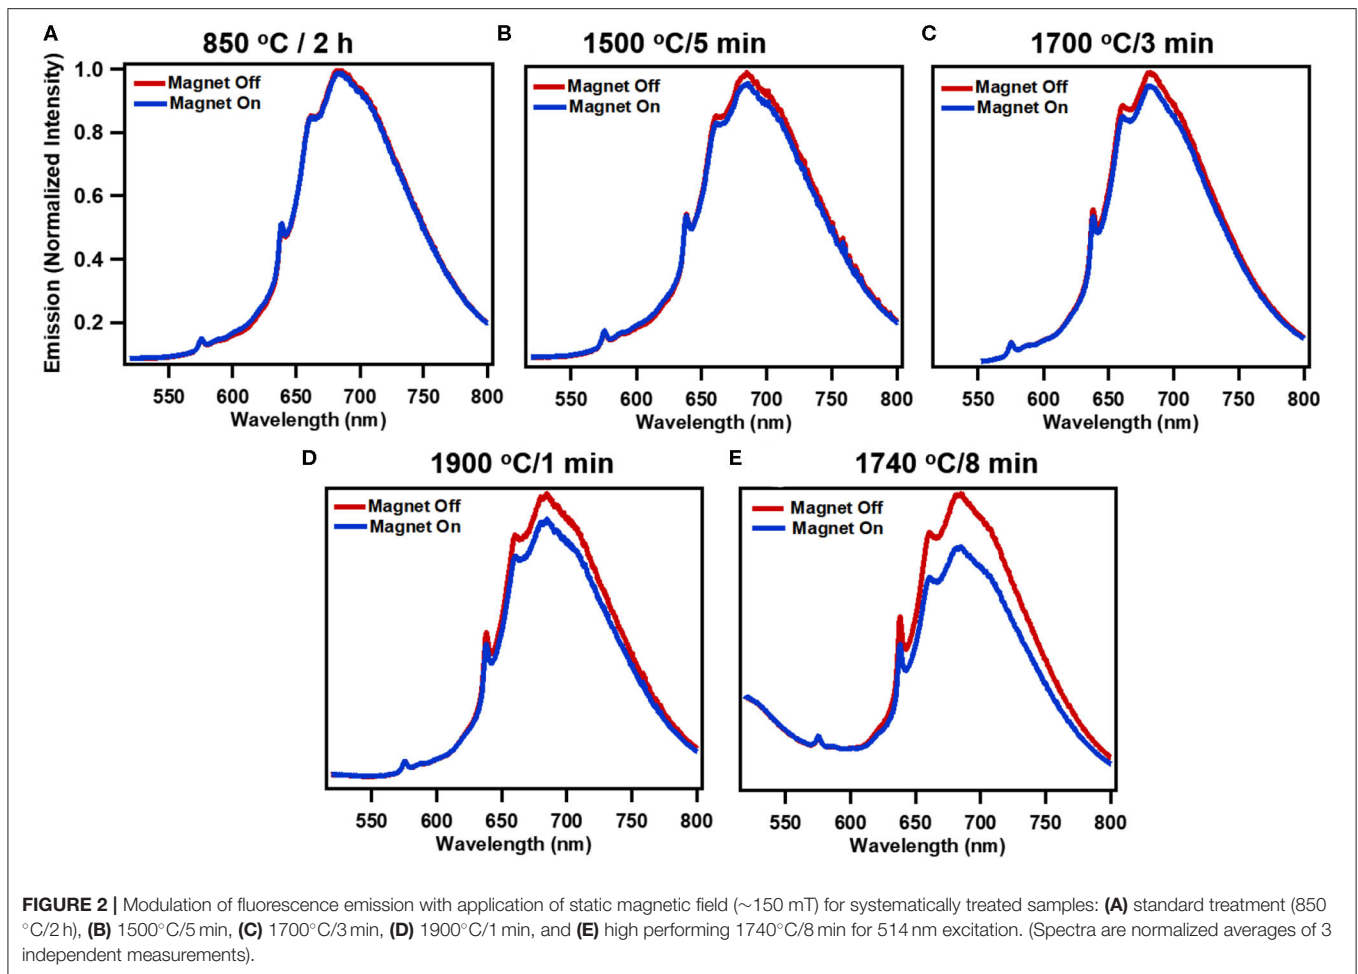 A
850 °C / 2 h
B
1500 °C/5 min
C
1700 °C/3 min
Emission (Normalized Intensity)
1.0
0.8
0.6
0.4
0.2
Magnet Off
Magnet On
550 600 650 700 750 800
Wavelength (nm)
Magnet Off
Magnet On
550 600 650 700 750 800
Wavelength (nm)
Magnet Off
Magnet On
550 600 650 700 750 800
Wavelength (nm)
D
1900 °C/1 min
E
1740 °C/8 min
Magnet Off
Magnet On
550 600 650 700 750 800
Wavelength (nm)
Magnet Off
Magnet On
550 600 650 700 750 800
Wavelength (nm)
FIGURE 2 | Modulation of fluorescence emission with application of static magnetic field (∼150 mT) for systematically treated samples: (A) standard treatment (850
°C/2 h), (B) 1500°C/5 min, (C) 1700°C/3 min, (D) 1900°C/1 min, and (E) high performing 1740°C/8 min for 514 nm excitation. (Spectra are normalized averages of 3
independent measurements).